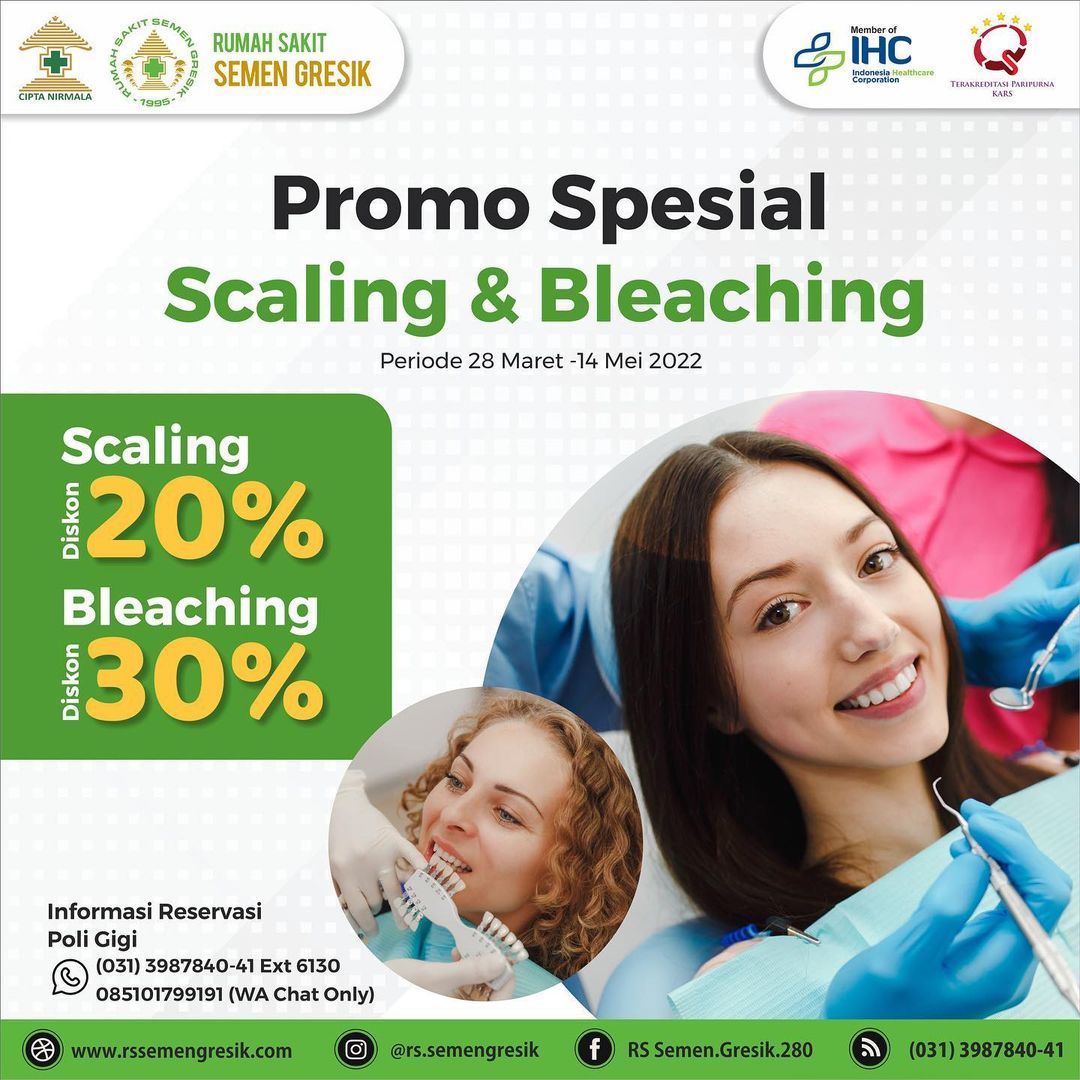 CIPTA NIRMALA
RUMAH SAKIT SEMEN GRESIK
- 1995 -
RUMAH SAKIT
SEMEN GRESIK
Member of
IHC
Indonesia Healthcare
Corporation
TERAKREDITASI PARIPURNA
KARS
Promo Spesial
Scaling & Bleaching
Periode 28 Maret -14 Mei 2022
Scaling
Diskon 20%
Bleaching
Diskon 30%
Informasi Reservasi
Poli Gigi
(031) 3987840-41 Ext 6130
085101799191 (WA Chat Only)
www.rssemengresik.com
@rs.semengresik
RS Semen.Gresik.280
(031) 3987840-41